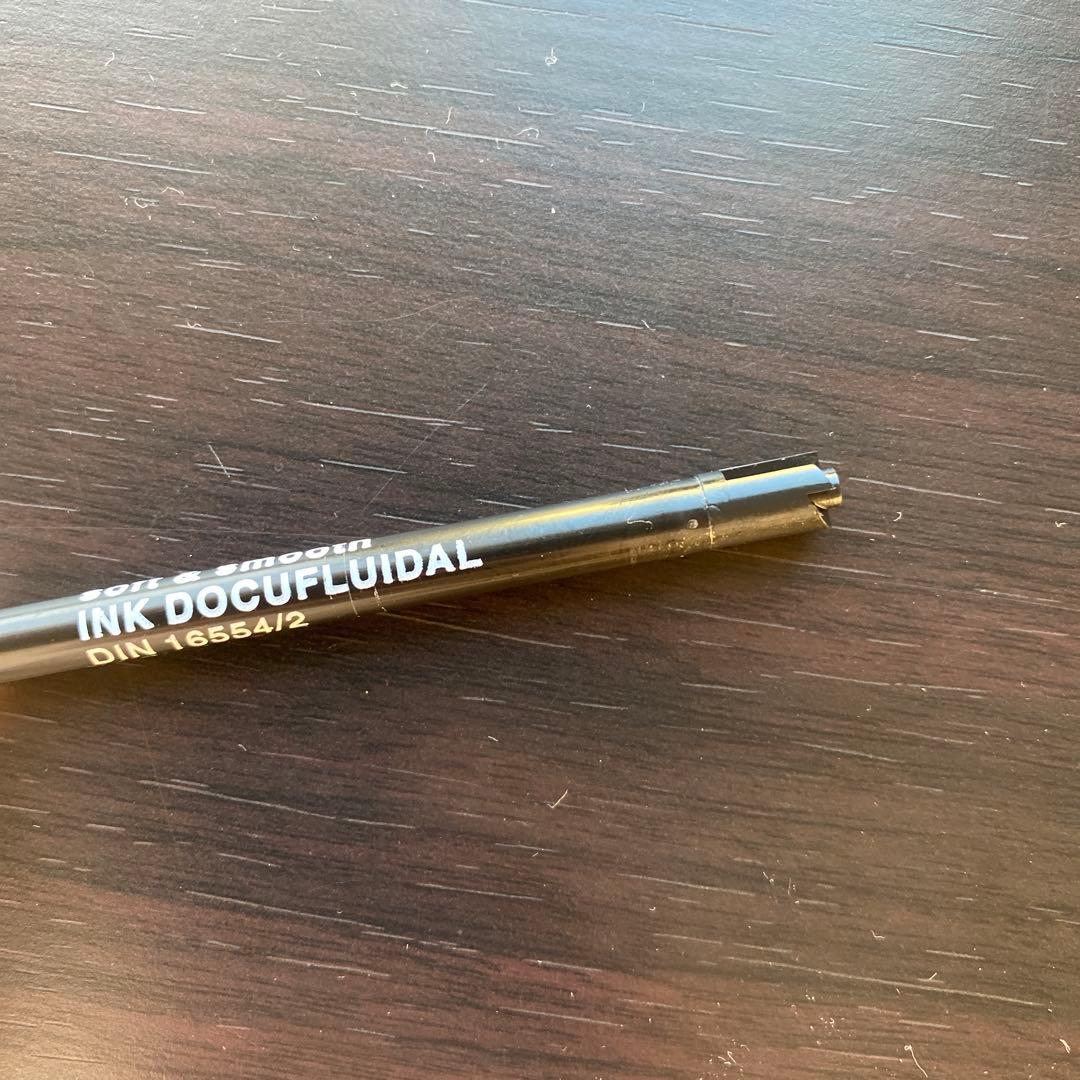 soft & smooth
INK DOCUFLUIDAL
DIN 16554/2